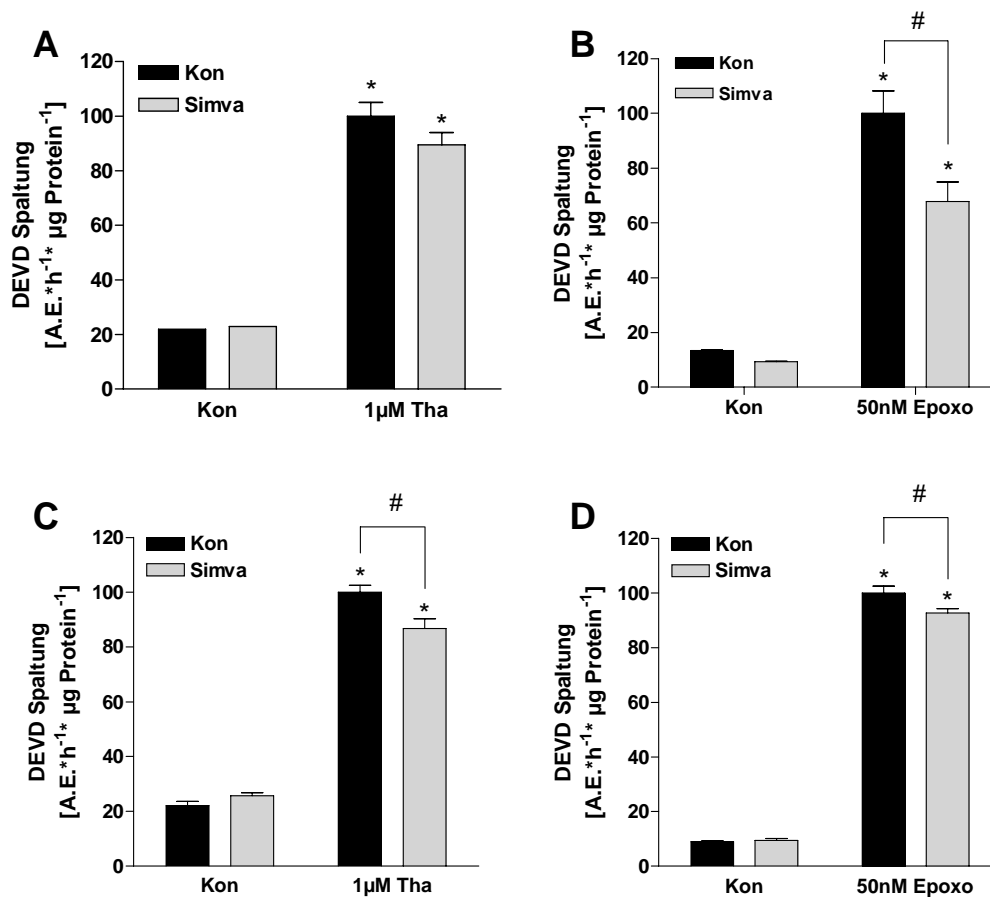 A
Kon
Simva
DEVD Spaltung
[A.E.*h⁻¹* µg Protein⁻¹]
120
100
80
60
40
20
0
*
*
Kon
1µM Tha
B
#
Kon
Simva
DEVD Spaltung
[A.E.*h⁻¹* µg Protein⁻¹]
120
100
80
60
40
20
0
*
*
Kon
50nM Epoxo
C
#
Kon
Simva
DEVD Spaltung
[A.E.*h⁻¹* µg Protein⁻¹]
120
100
80
60
40
20
0
*
*
Kon
1µM Tha
D
#
Kon
Simva
DEVD Spaltung
[A.E.*h⁻¹* µg Protein⁻¹]
120
100
80
60
40
20
0
*
*
Kon
50nM Epoxo